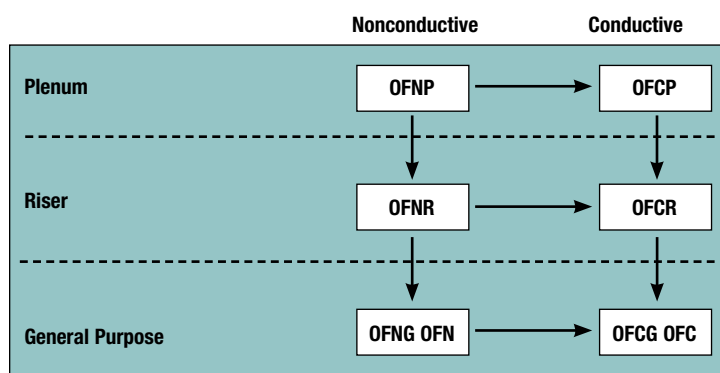 Nonconductive Conductive
Plenum OFNP OFCP
Riser OFNR OFCR
General Purpose OFNG OFN OFCG OFC